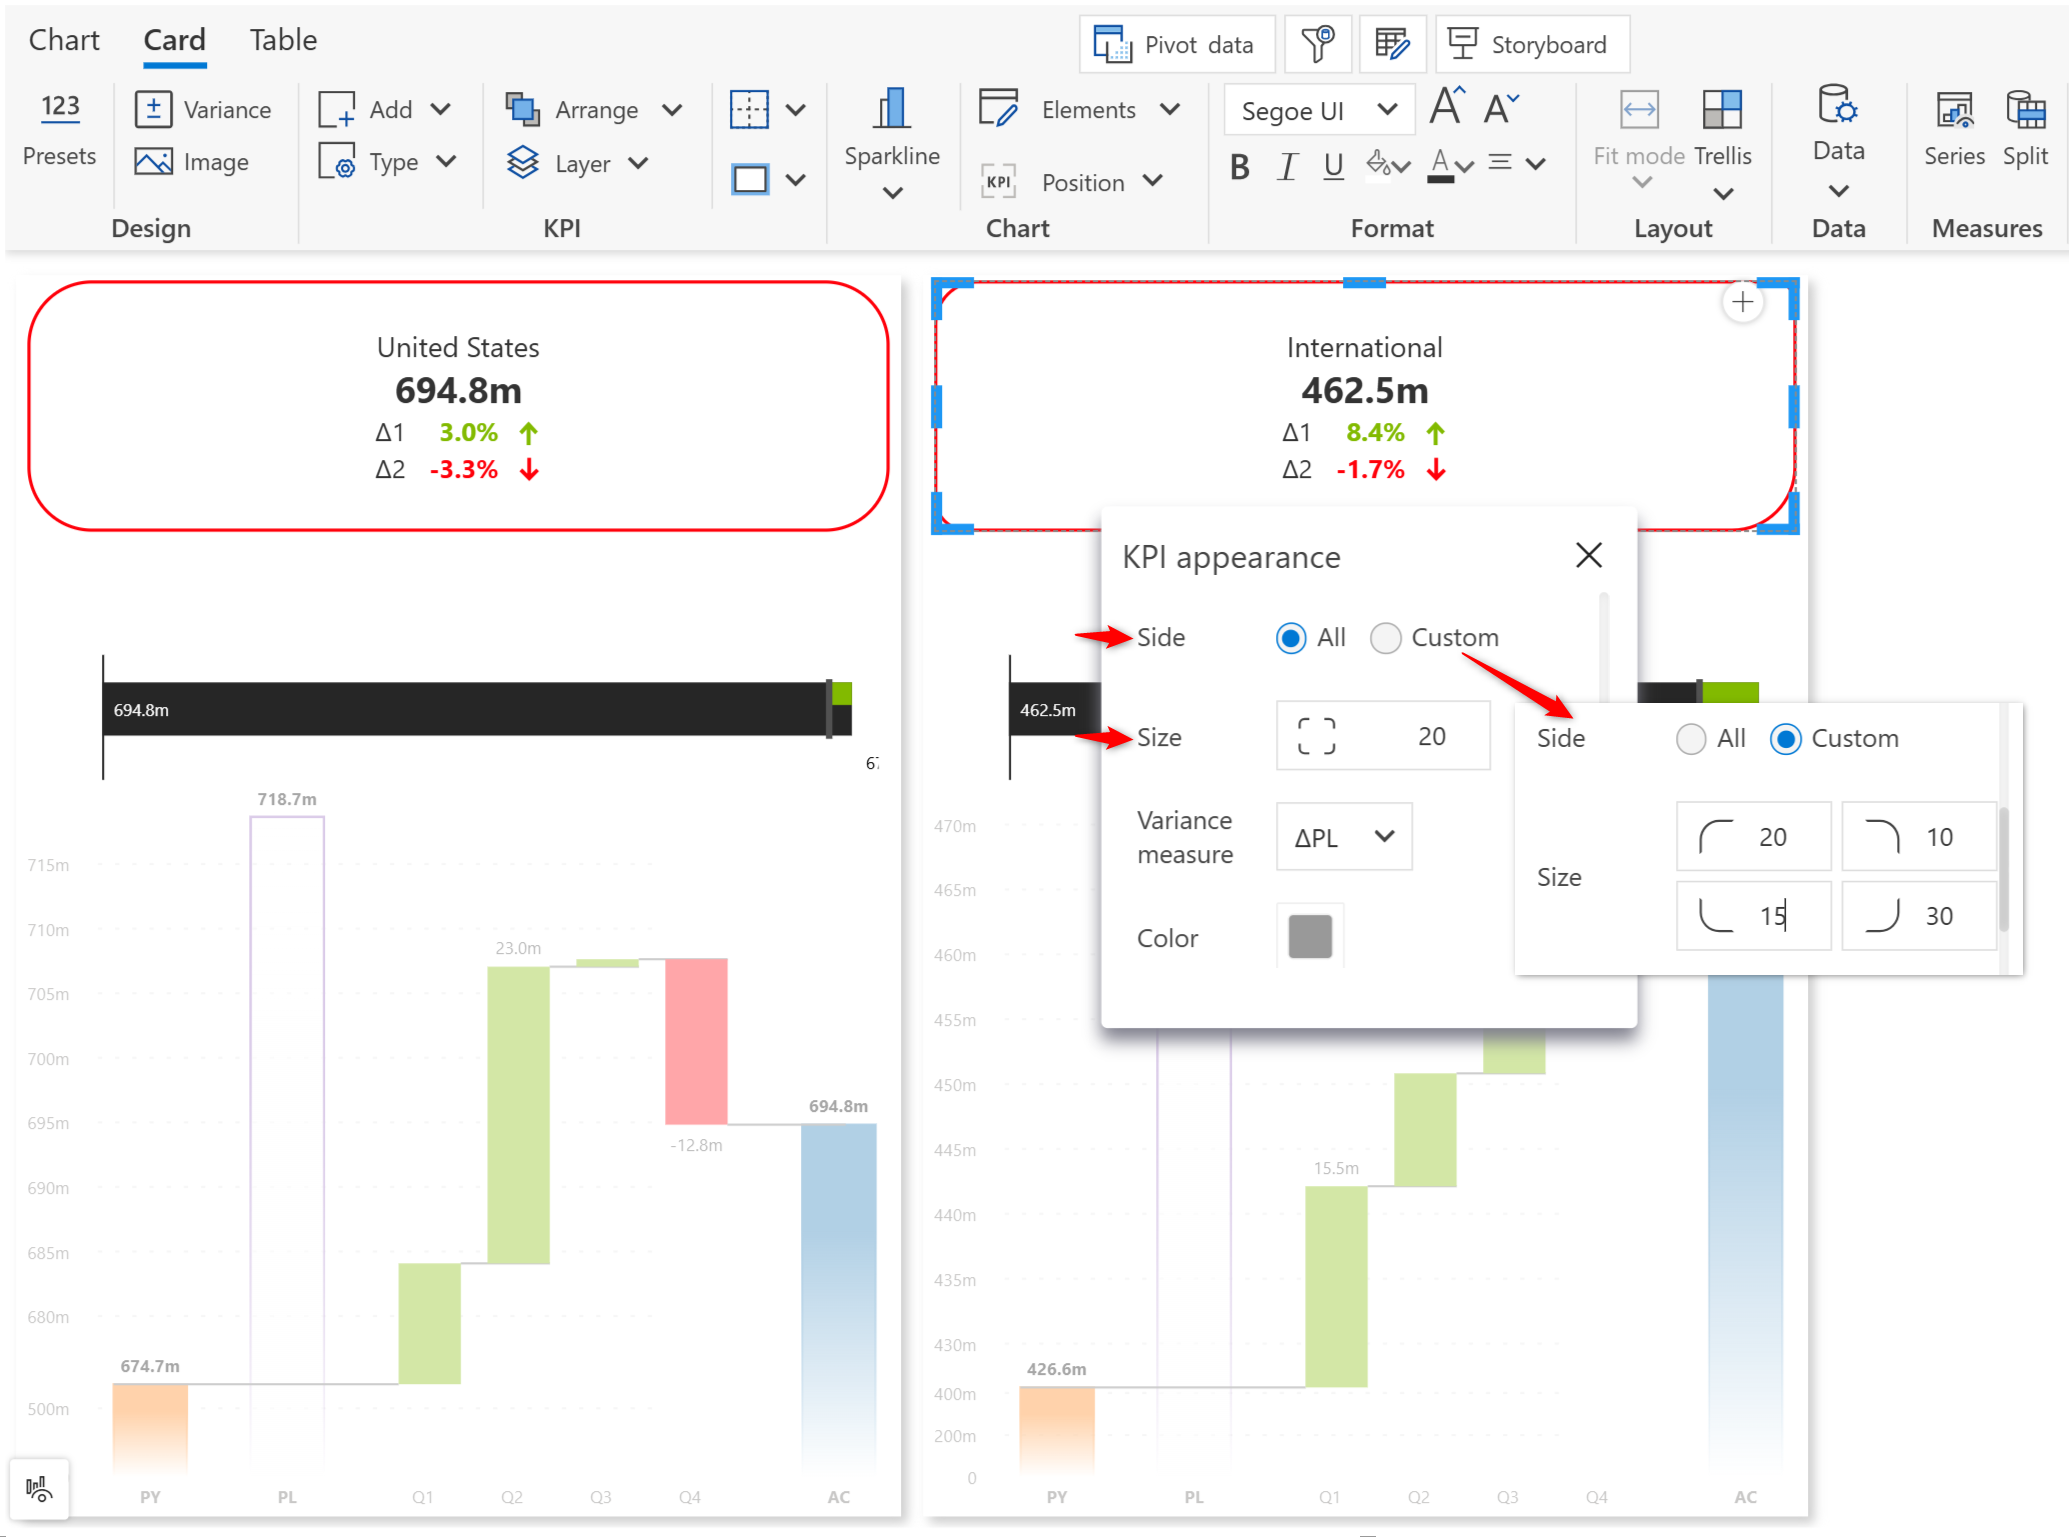 Chart Card Table
Pivot data Storyboard
123 Variance Add Arrange Elements Segoe UI A A
Presets Image Type Layer Sparkline KPI Position B I U A Fit mode Trellis Data Series Split
Design KPI Chart Format Layout Data Measures
United States
694.8m
Δ1 3.0%
Δ2 -3.3%
694.8m
718.7m
715m
710m
705m
700m
695m
690m
685m
680m
500m
23.0m
-12.8m
694.8m
674.7m
PY PL Q1 Q2 Q3 Q4 AC
International
462.5m
Δ1 8.4%
Δ2 -1.7%
462.5m
470m
465m
460m
455m
450m
445m
440m
435m
430m
400m
200m
0
15.5m
426.6m
PY PL Q1 Q2 Q3 Q4 AC
KPI appearance
Side All Custom
Size 20
Variance
measure
ΔPL
Color
Side All Custom
Size
20 10
15 30